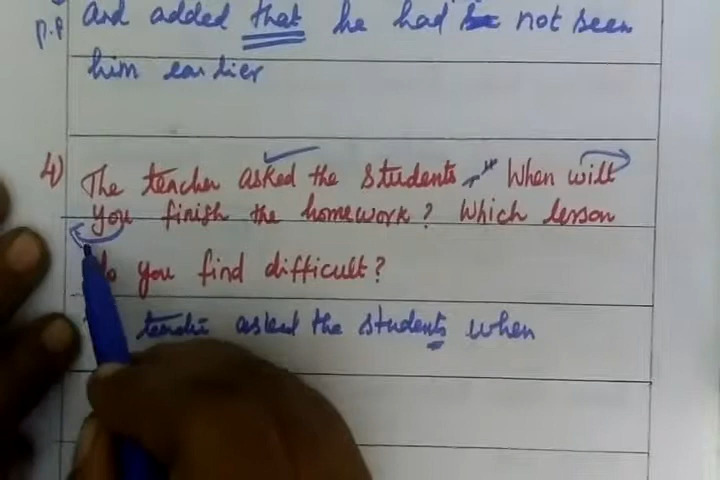 P.P and added that he had not seen
him earlier
4) The teacher asked the students, " When will
you finish the homework? Which lesson
do you find difficult?
teacher asked the students when